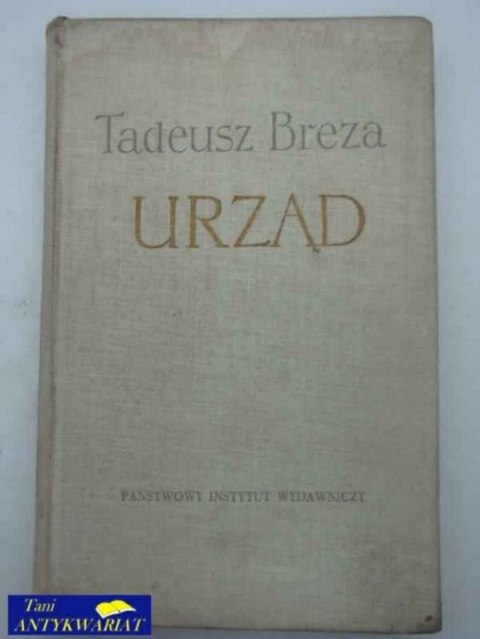 Tadeusz Breza
URZĄD
PAŃSTWOWY INSTYTUT WYDAWNICZY
Tani
ANTYKWARIAT